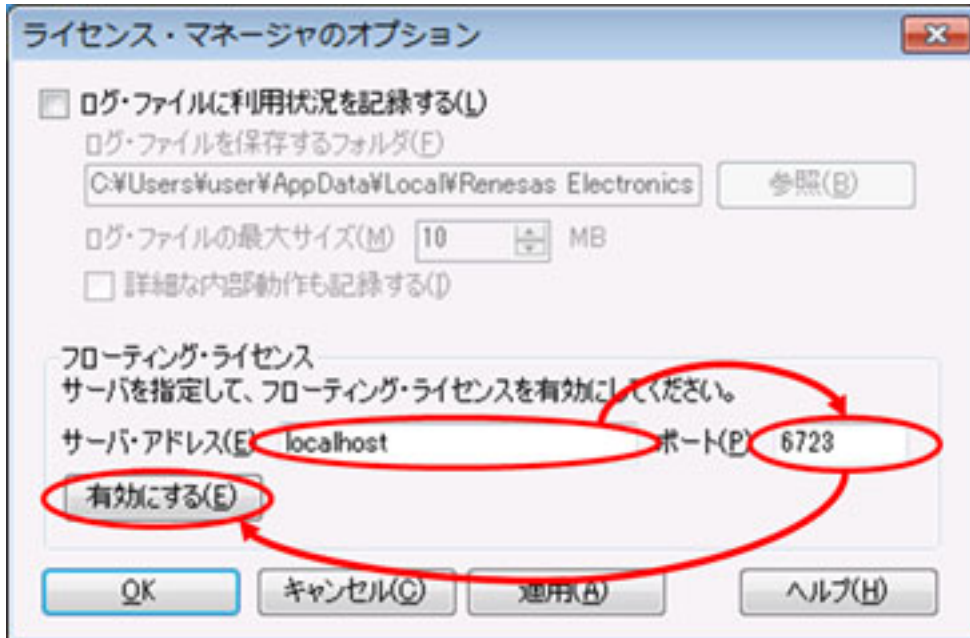 ライセンス・マネージャのオプション
ログ・ファイルに利用状況を記録する(L)
ログ・ファイルを保存するフォルダ(F)
C:¥Users¥user¥AppData¥Local¥Renesas Electronics 参照(B)
ログ・ファイルの最大サイズ(M) 10 MB
詳細な内部動作も記録する(I)
フローティング・ライセンス
サーバを指定して、フローティング・ライセンスを有効にしてください。
サーバ・アドレス(E) localhost ポート(P) 6723
有効にする(E)
OK キャンセル(C) 適用(A) ヘルプ(H)